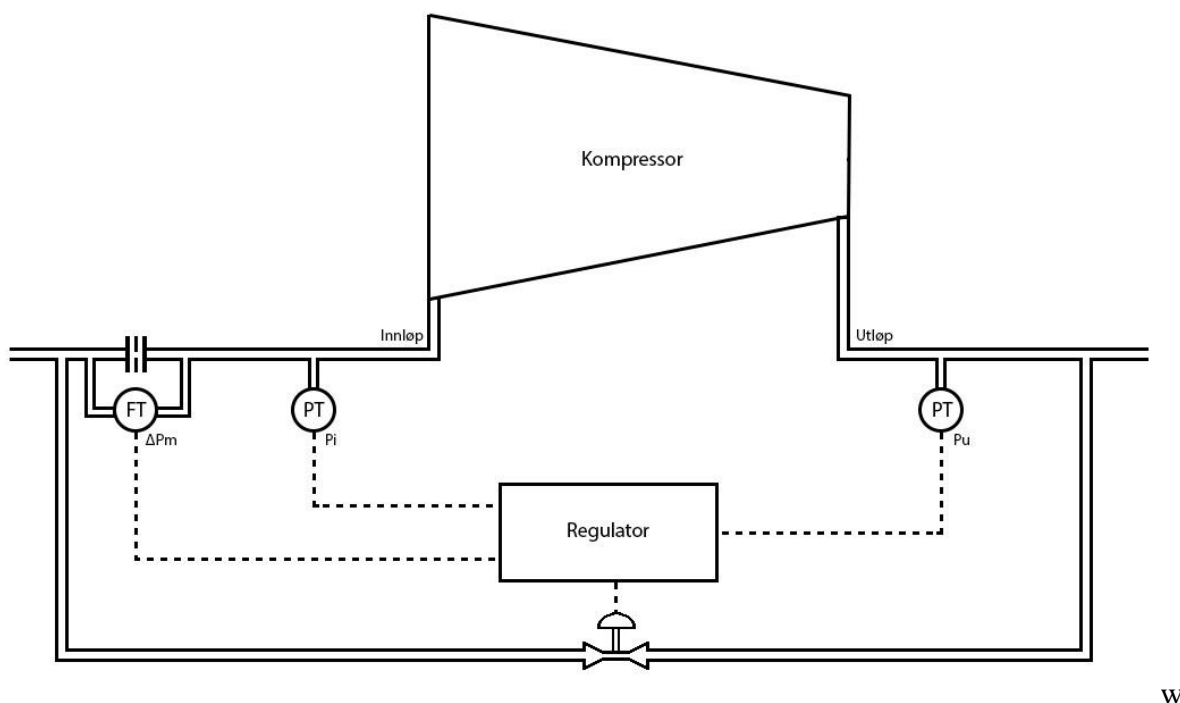 Kompressor
Innløp
Utløp
FT
PT
PT
ΔPm
Pi
Pu
Regulator
w